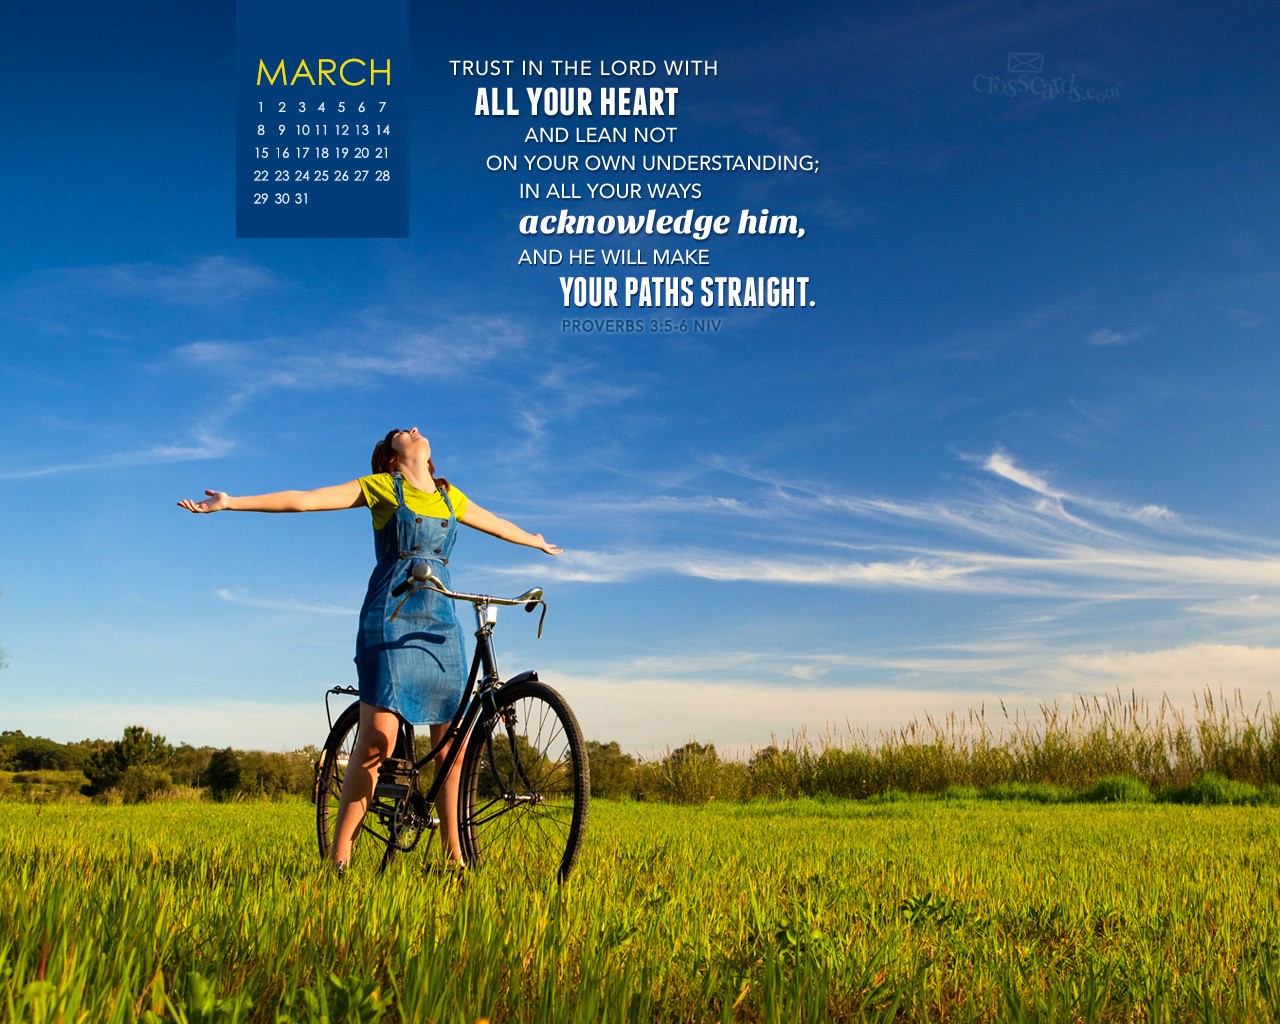 MARCH
1 2 3 4 5 6 7
8 9 10 11 12 13 14
15 16 17 18 19 20 21
22 23 24 25 26 27 28
29 30 31
TRUST IN THE LORD WITH
ALL YOUR HEART
AND LEAN NOT
ON YOUR OWN UNDERSTANDING;
IN ALL YOUR WAYS
acknowledge him,
AND HE WILL MAKE
YOUR PATHS STRAIGHT.
PROVERBS 3:5-6 NIV
crosscards.com